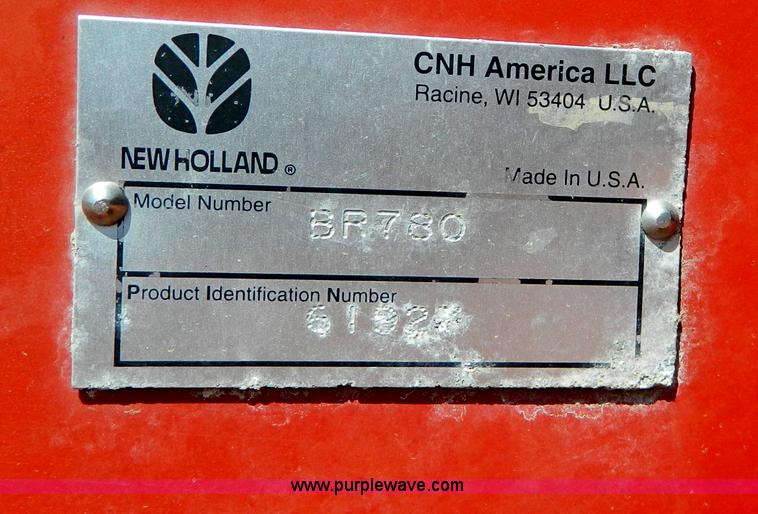 CNH America LLC
Racine, WI 53404 U.S.A.
NEW HOLLAND ®
Made In U.S.A.
Model Number
BR780
Product Identification Number
www.purplewave.com